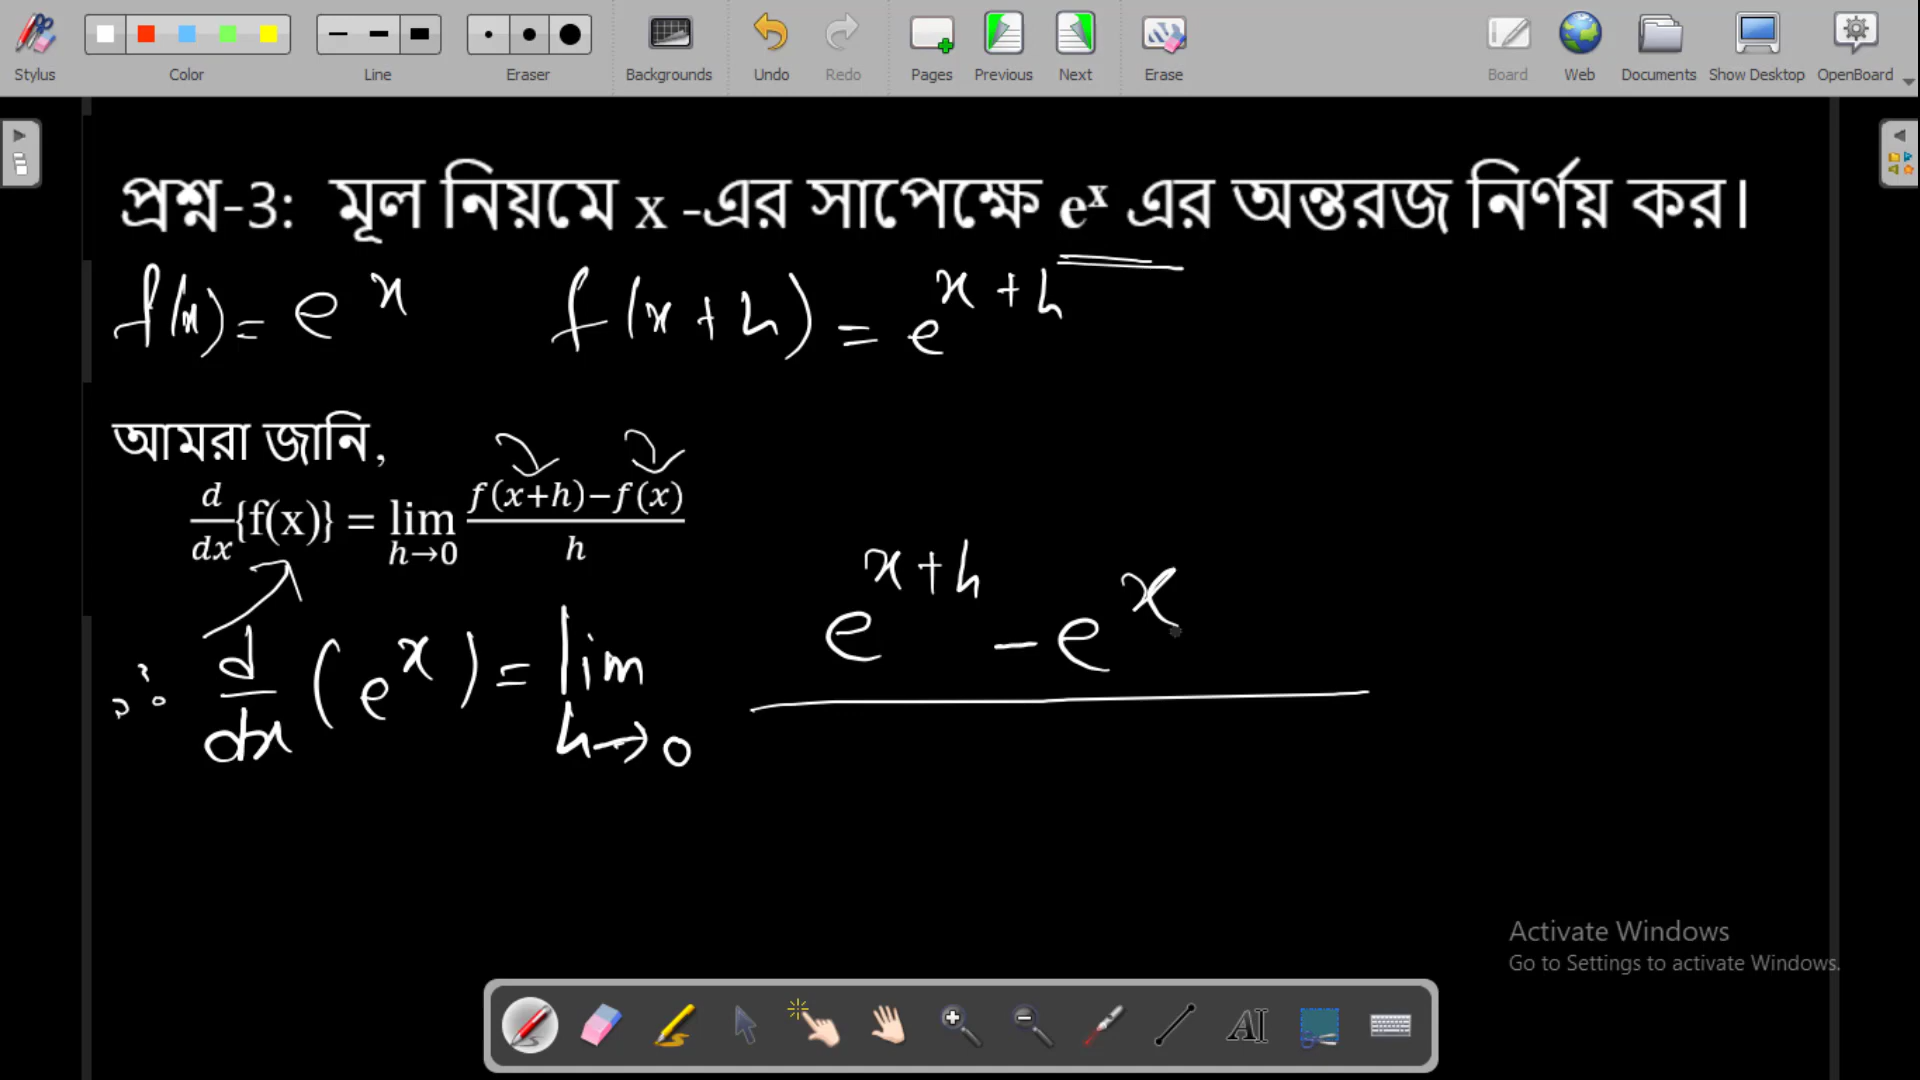 Stylus Color Line Eraser Backgrounds Undo Redo Pages Previous Next Erase Board Web Documents Show Desktop OpenBoard
প্রশ্ন-3: মূল নিয়মে x -এর সাপেক্ষে eˣ এর অন্তরজ নির্ণয় কর।
f(x) = eˣ f(x+h) = eˣ⁺ʰ
আমরা জানি,
d/dx{f(x)} = lim h→0 f(x+h)−f(x) / h
∴ d/dx (eˣ) = lim h→0 eˣ⁺ʰ − eˣ
Activate Windows
Go to Settings to activate Windows.
AI